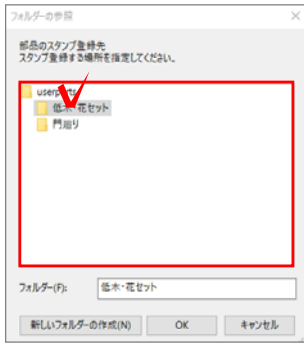 フォルダーの参照
部品のスタンプ登録先
スタンプ登録する場所を指定してください。
userparts
低木・花セット
門廻り
フォルダー(F):
低木・花セット
新しいフォルダーの作成(N)
OK
キャンセル